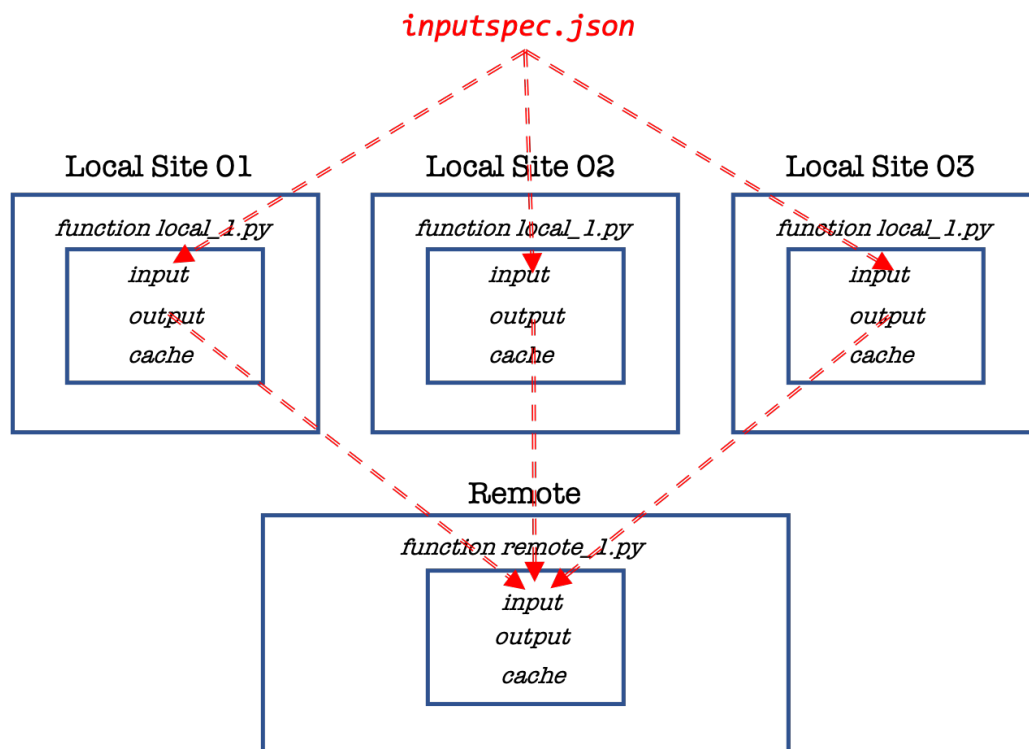 inputspec.json
Local Site 01
Local Site 02
Local Site 03
function local_1.py
function local_1.py
function local_1.py
input
input
input
output
output
output
cache
cache
cache
Remote
function remote_1.py
input
output
cache